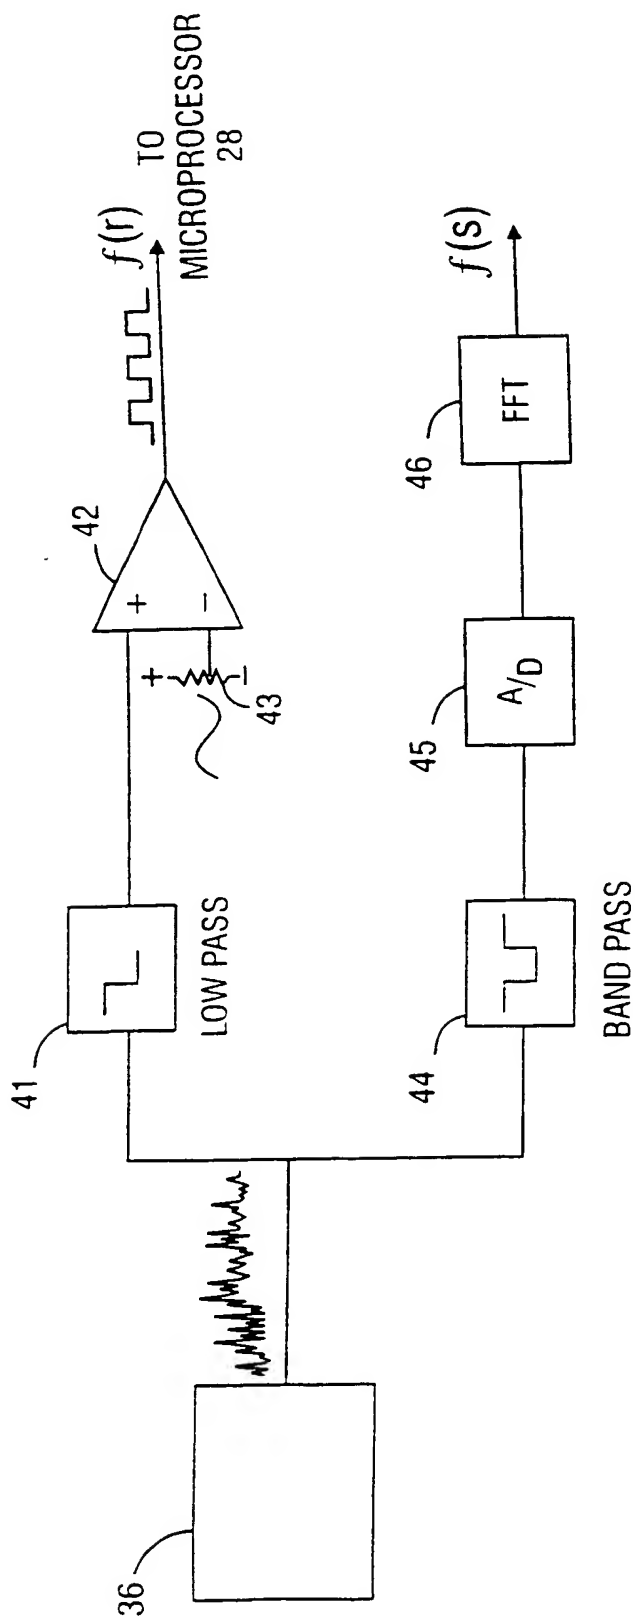 36
41
LOW PASS
42
+
−
+
−
43
f(r)
TO
MICROPROCESSOR
28
44
BAND PASS
45
A/D
46
FFT
f(s)